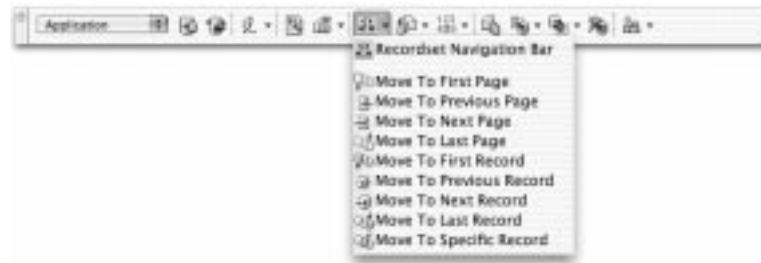 Application
Recordset Navigation Bar
Move To First Page
Move To Previous Page
Move To Next Page
Move To Last Page
Move To First Record
Move To Previous Record
Move To Next Record
Move To Last Record
Move To Specific Record